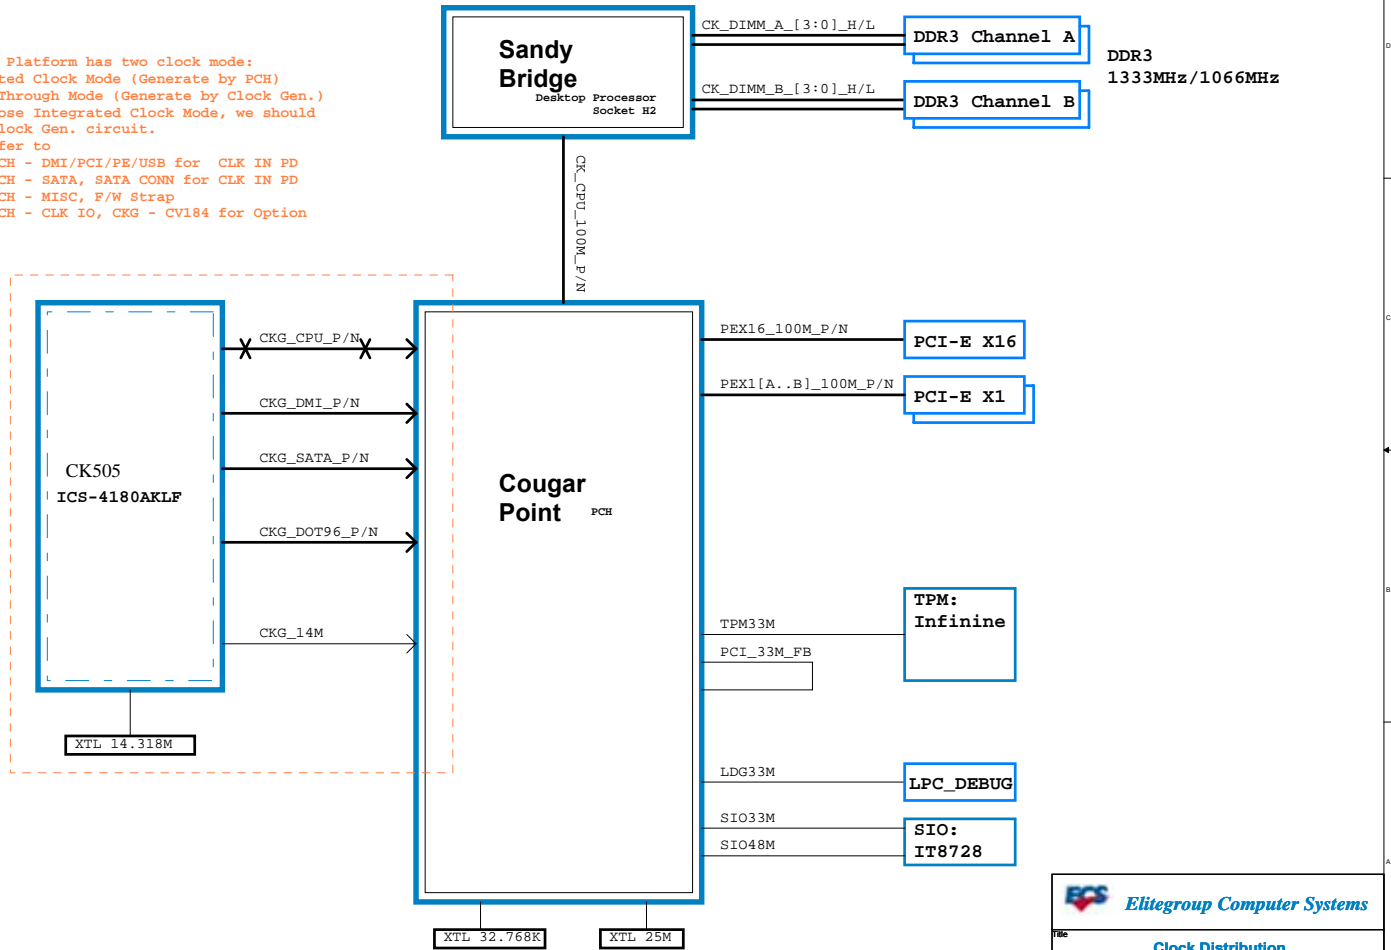 Platform has two clock mode:
ted Clock Mode (Generate by PCH)
Through Mode (Generate by Clock Gen.)
ose Integrated Clock Mode, we should
lock Gen. circuit.
fer to
CH - DMI/PCI/PE/USB for  CLK IN PD
CH - SATA, SATA CONN for CLK IN PD
CH - MISC, F/W Strap
CH - CLK IO, CKG - CV184 for Option
Sandy
Bridge
Desktop Processor
Socket H2
CK_DIMM_A_[3:0]_H/L
DDR3 Channel A
CK_DIMM_B_[3:0]_H/L
DDR3 Channel B
DDR3
1333MHz/1066MHz
CK_CPU_100M_P/N
CK505
ICS-4180AKLF
CKG_CPU_P/N
CKG_DMI_P/N
CKG_SATA_P/N
CKG_DOT96_P/N
CKG_14M
XTL 14.318M
Cougar
Point
PCH
PEX16_100M_P/N
PCI-E X16
PEX1[A..B]_100M_P/N
PCI-E X1
TPM33M
TPM:
Infinine
PCI_33M_FB
LDG33M
LPC_DEBUG
SIO33M
SIO48M
SIO:
IT8728
XTL 32.768K
XTL 25M
D
C
B
A
ECS
Elitegroup Computer Systems
Title
Clock Distribution